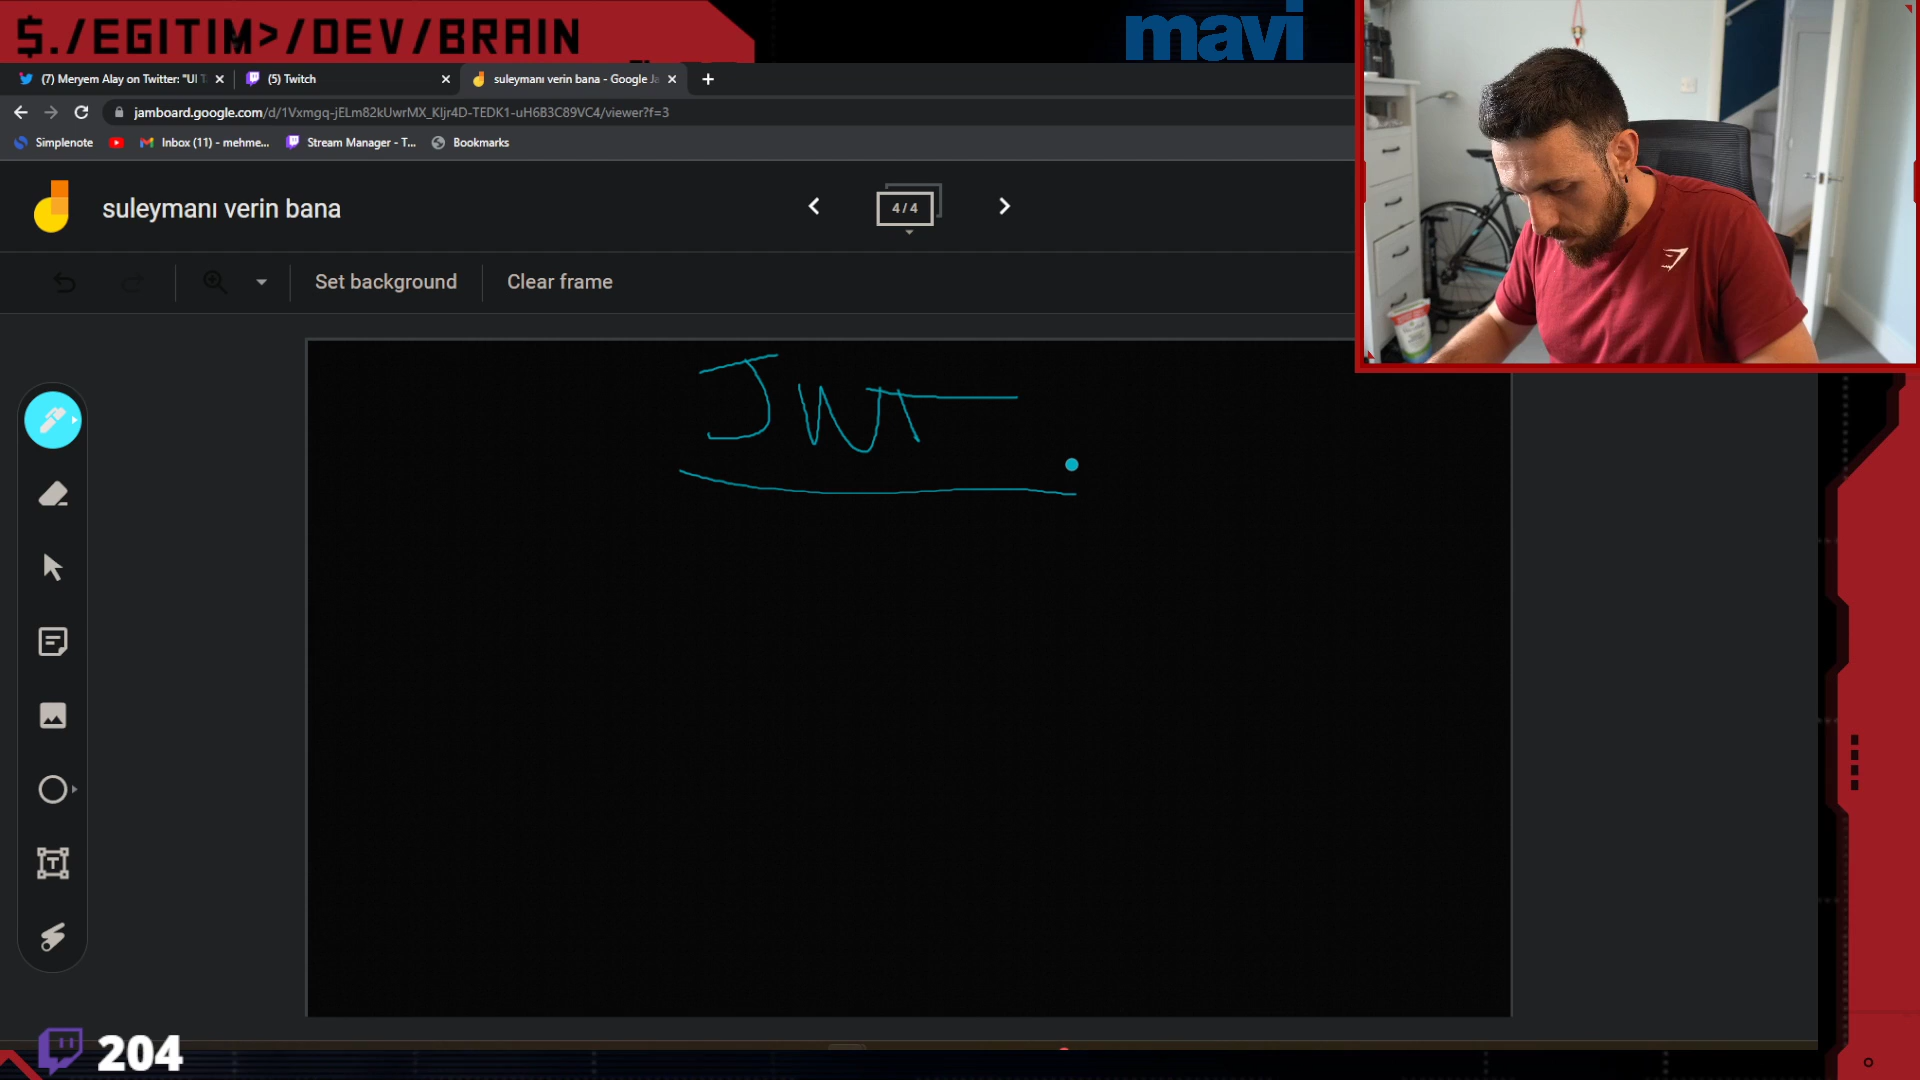 $./EGITIM>/DEV/BRAIN
mavi
(7) Meryem Alay on Twitter: "UI T
(5) Twitch
suleymanı verin bana - Google Ja
jamboard.google.com/d/1Vxmgq-jELm82kUwrMX_KIjr4D-TEDK1-uH6B3C89VC4/viewer?f=3
Simplenote
Inbox (11) - mehme...
Stream Manager - T...
Bookmarks
suleymanı verin bana
4 / 4
Set background
Clear frame
JWT
204